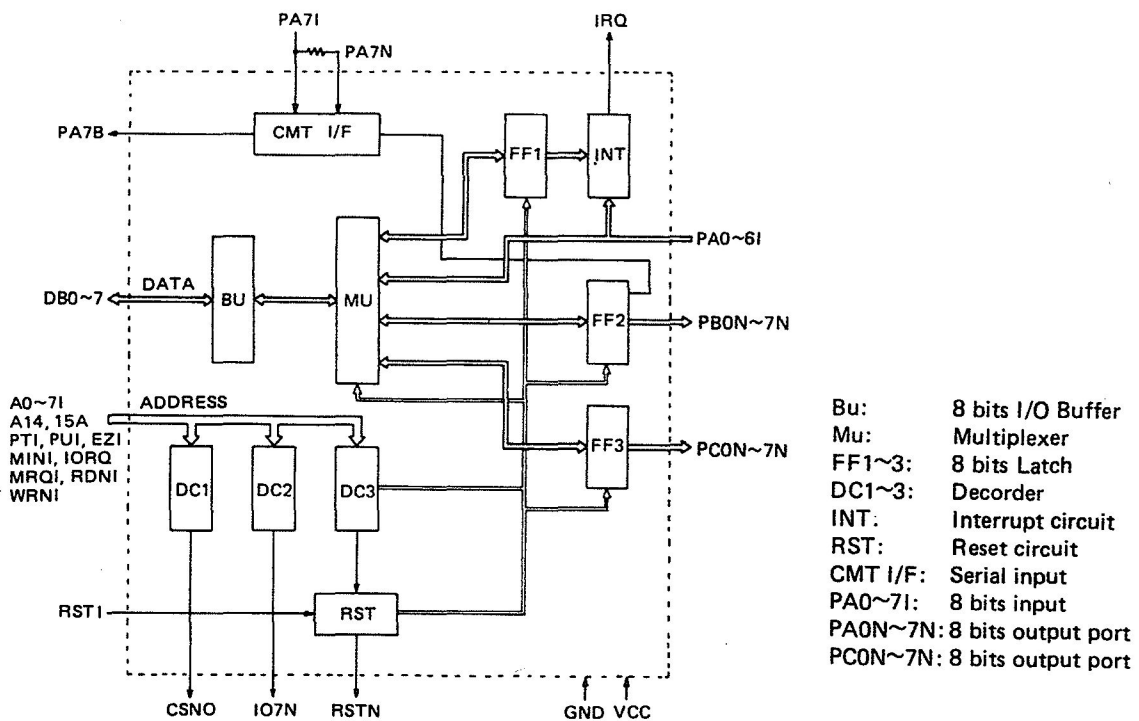 PA7I
IRQ
PA7N
PA7B
CMT I/F
FF1
INT
PA0~6I
DATA
DB0~7
BU
MU
FF2
PB0N~7N
A0~7I
ADDRESS
A14, 15A
PTI, PUI, EZI
MINI, IORQ
MRQI, RDNI
WRNI
DC1
DC2
DC3
FF3
PC0N~7N
RSTI
RST
CSNO
IO7N
RSTN
GND
VCC
Bu: 8 bits I/O Buffer
Mu: Multiplexer
FF1~3: 8 bits Latch
DC1~3: Decorder
INT: Interrupt circuit
RST: Reset circuit
CMT I/F: Serial input
PA0~7I: 8 bits input
PA0N~7N: 8 bits output port
PC0N~7N: 8 bits output port